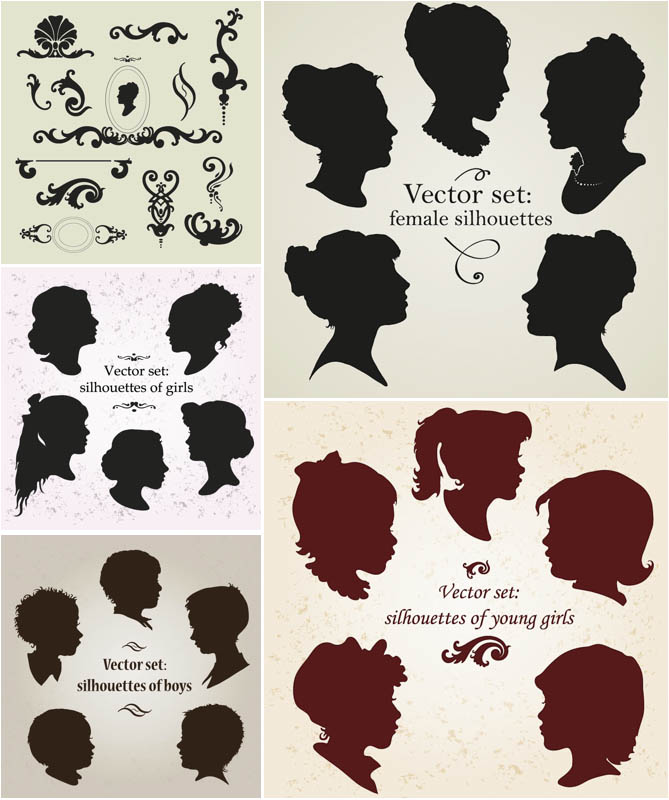 Vector set:
female silhouettes
Vector set:
silhouettes of girls
Vector set:
silhouettes of young girls
Vector set:
silhouettes of boys